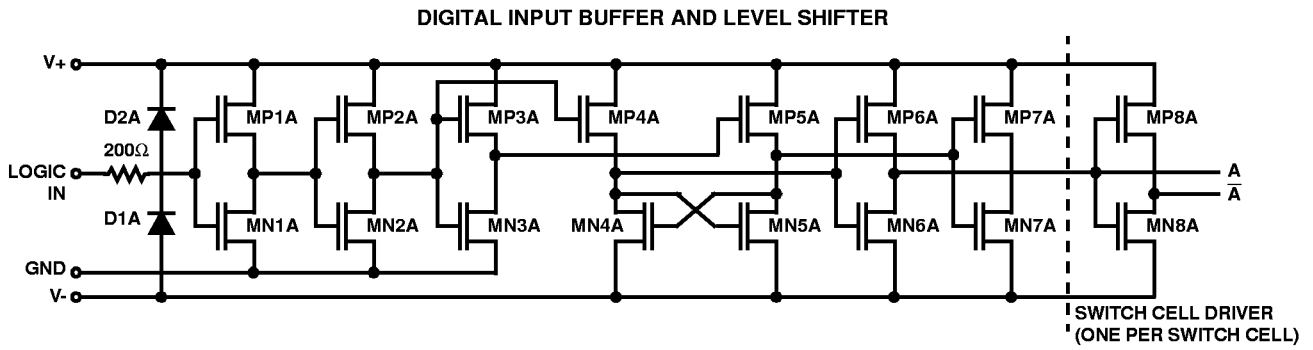 DIGITAL INPUT BUFFER AND LEVEL SHIFTER
V+
D2A
MP1A
MP2A
MP3A
MP4A
MP5A
MP6A
MP7A
MP8A
200Ω
LOGIC
IN
A
A̅
D1A
MN1A
MN2A
MN3A
MN4A
MN5A
MN6A
MN7A
MN8A
GND
V-
SWITCH CELL DRIVER
(ONE PER SWITCH CELL)